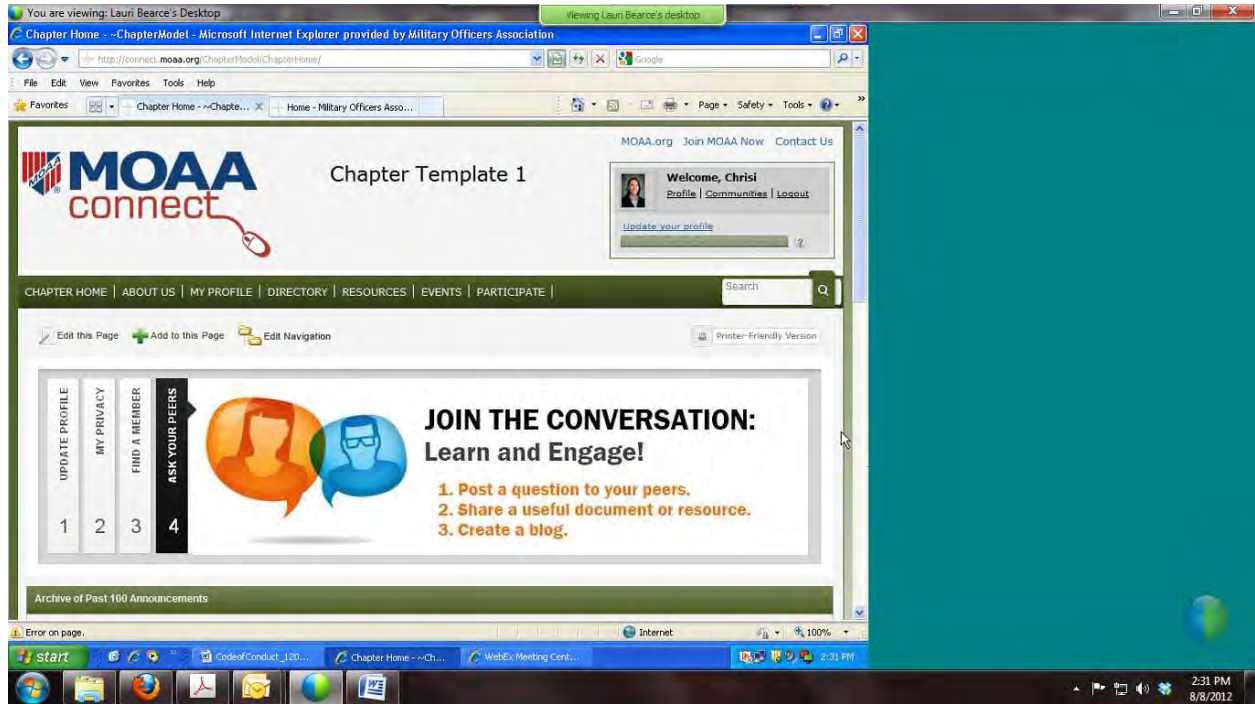 You are viewing: Lauri Bearce's Desktop
Viewing Lauri Bearce's desktop
Chapter Home - ~ChapterModel - Microsoft Internet Explorer provided by Military Officers Association
http://connect.moaa.org/ChapterModel/ChapterHome/
Google
File Edit View Favorites Tools Help
Favorites
Chapter Home - ~Chapte... X
Home - Military Officers Asso...
Page Safety Tools
MOAA.org Join MOAA Now Contact Us
MOAA
MOAA
connect
Chapter Template 1
Welcome, Chrisi
Profile | Communities | Logout
Update your profile
?
CHAPTER HOME | ABOUT US | MY PROFILE | DIRECTORY | RESOURCES | EVENTS | PARTICIPATE |
Search
Edit this Page Add to this Page Edit Navigation
Printer-Friendly Version
UPDATE PROFILE
1
MY PRIVACY
2
FIND A MEMBER
3
ASK YOUR PEERS
4
JOIN THE CONVERSATION:
Learn and Engage!
1. Post a question to your peers.
2. Share a useful document or resource.
3. Create a blog.
Archive of Past 100 Announcements
Error on page.
Internet
100%
start
CodeofConduct_120...
Chapter Home - ~Ch...
WebEx Meeting Cent...
2:31 PM
2:31 PM
8/8/2012